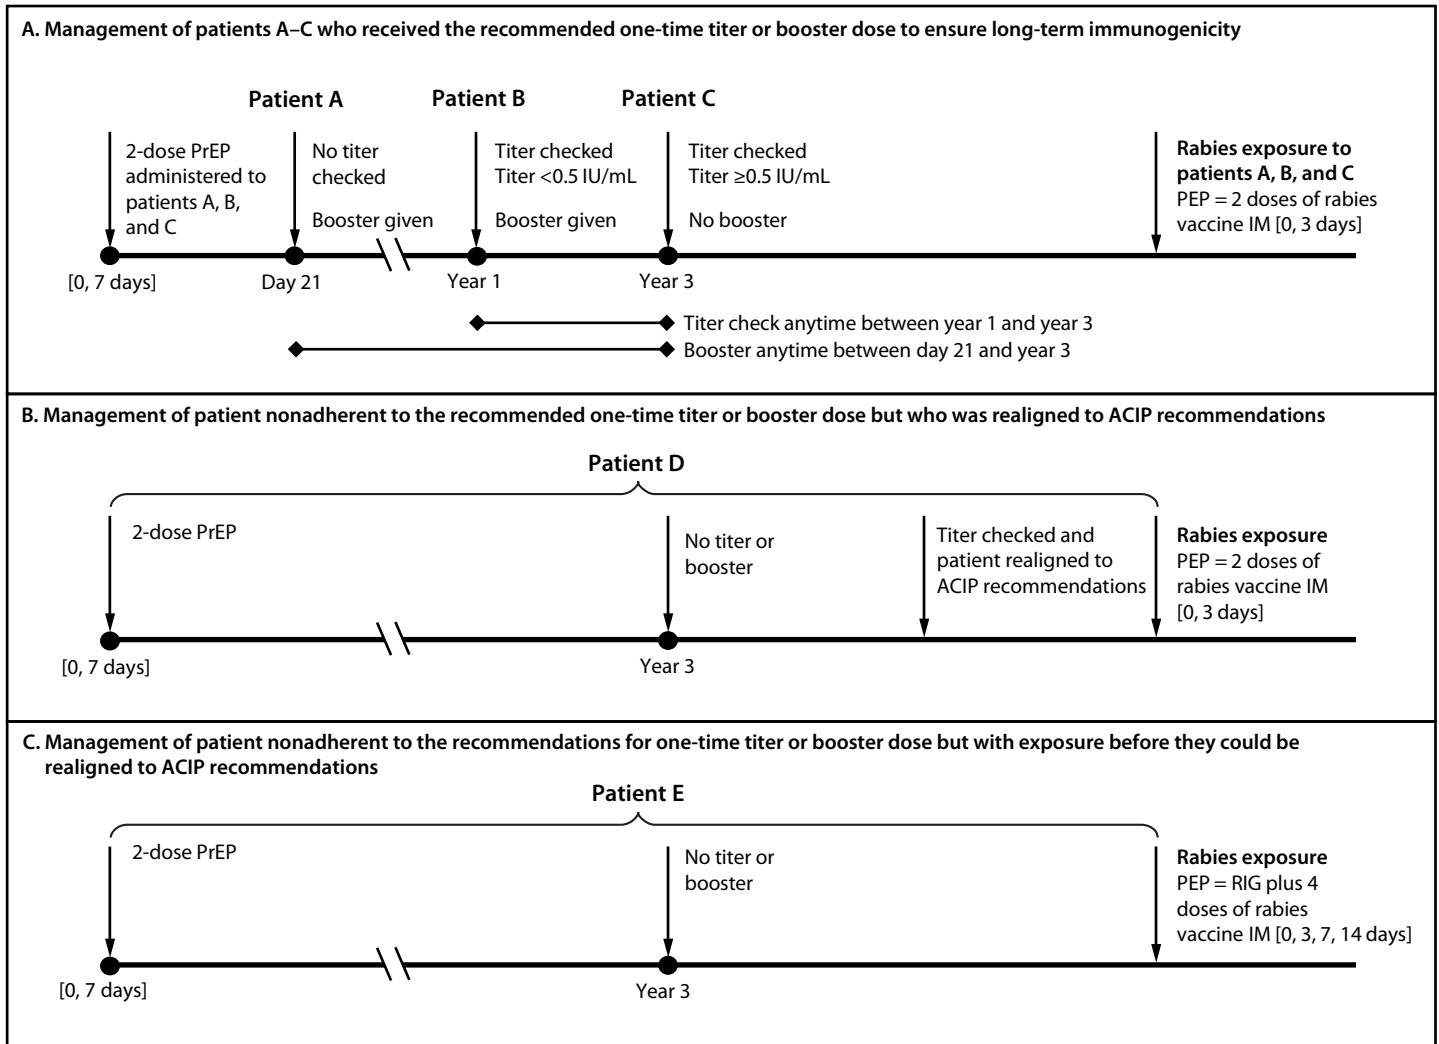 A. Management of patients A–C who received the recommended one-time titer or booster dose to ensure long-term immunogenicity
Patient A
Patient B
Patient C
2-dose PrEP
administered to
patients A, B,
and C
No titer
checked
Booster given
Titer checked
Titer <0.5 IU/mL
Booster given
Titer checked
Titer ≥0.5 IU/mL
No booster
Rabies exposure to
patients A, B, and C
PEP = 2 doses of rabies
vaccine IM [0, 3 days]
[0, 7 days]
Day 21
Year 1
Year 3
Titer check anytime between year 1 and year 3
Booster anytime between day 21 and year 3
B. Management of patient nonadherent to the recommended one-time titer or booster dose but who was realigned to ACIP recommendations
Patient D
2-dose PrEP
No titer or
booster
Titer checked and
patient realigned to
ACIP recommendations
Rabies exposure
PEP = 2 doses of
rabies vaccine IM
[0, 3 days]
[0, 7 days]
Year 3
C. Management of patient nonadherent to the recommendations for one-time titer or booster dose but with exposure before they could be
realigned to ACIP recommendations
Patient E
2-dose PrEP
No titer or
booster
Rabies exposure
PEP = RIG plus 4
doses of rabies
vaccine IM [0, 3, 7, 14 days]
[0, 7 days]
Year 3